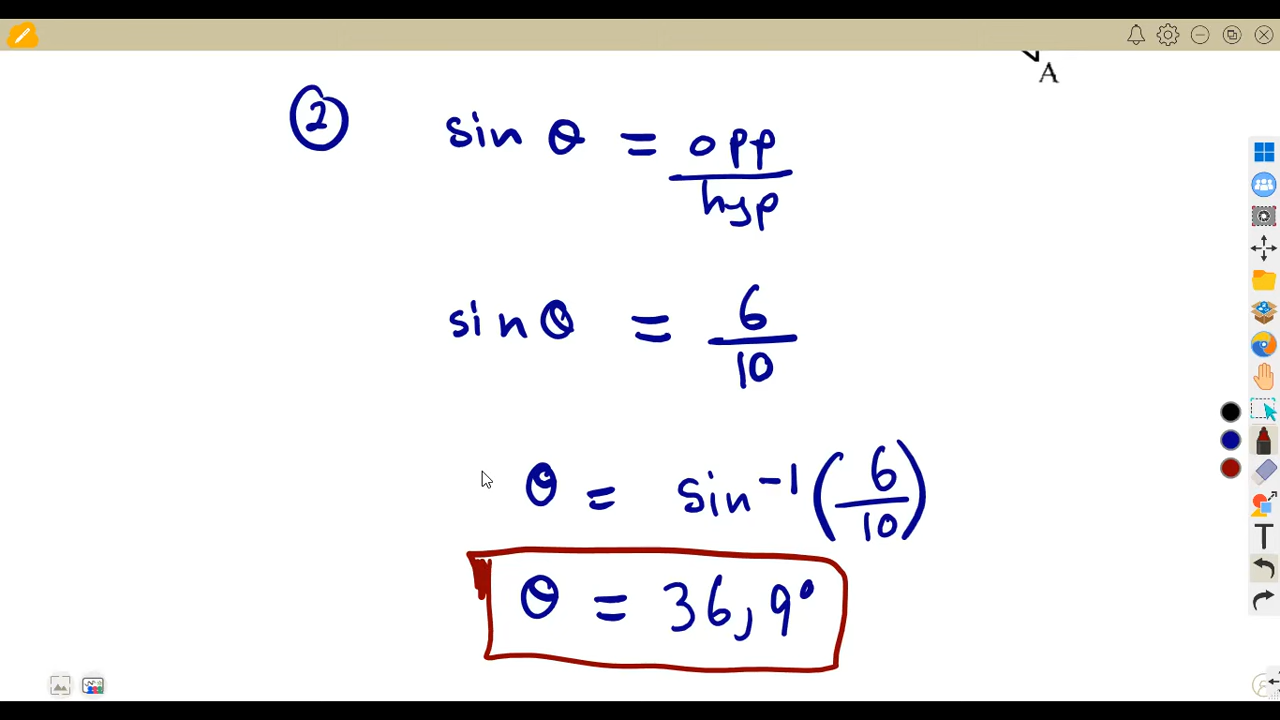 A
② sin θ = opp/hyp
sin θ = 6/10
θ = sin⁻¹(6/10)
θ = 36,9°
T